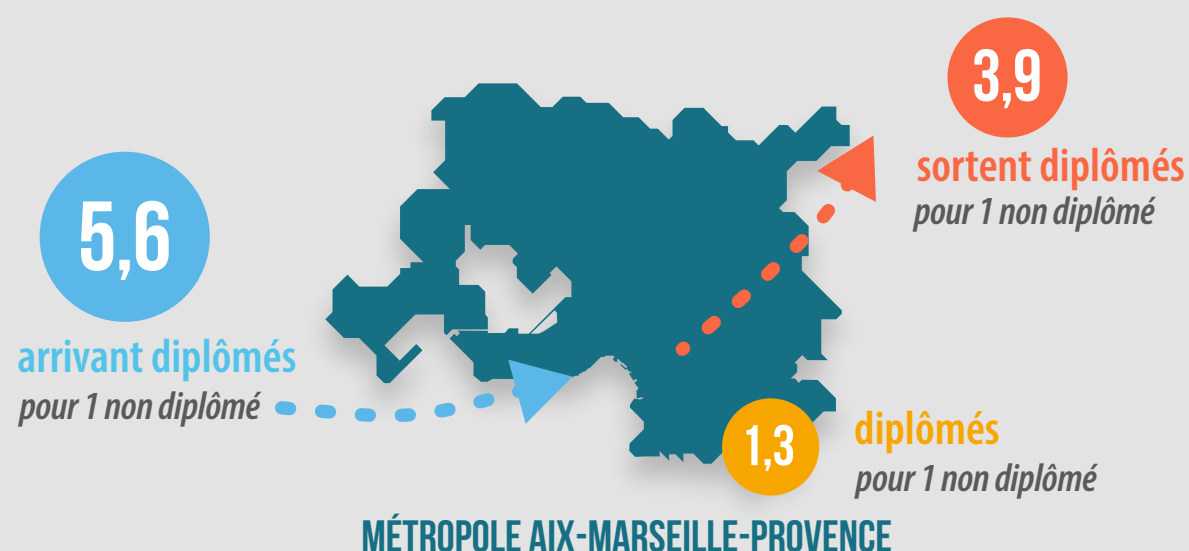 5,6
arrivant diplômés
pour 1 non diplômé
3,9
sortent diplômés
pour 1 non diplômé
1,3
diplômés
pour 1 non diplômé
MÉTROPOLE AIX-MARSEILLE-PROVENCE